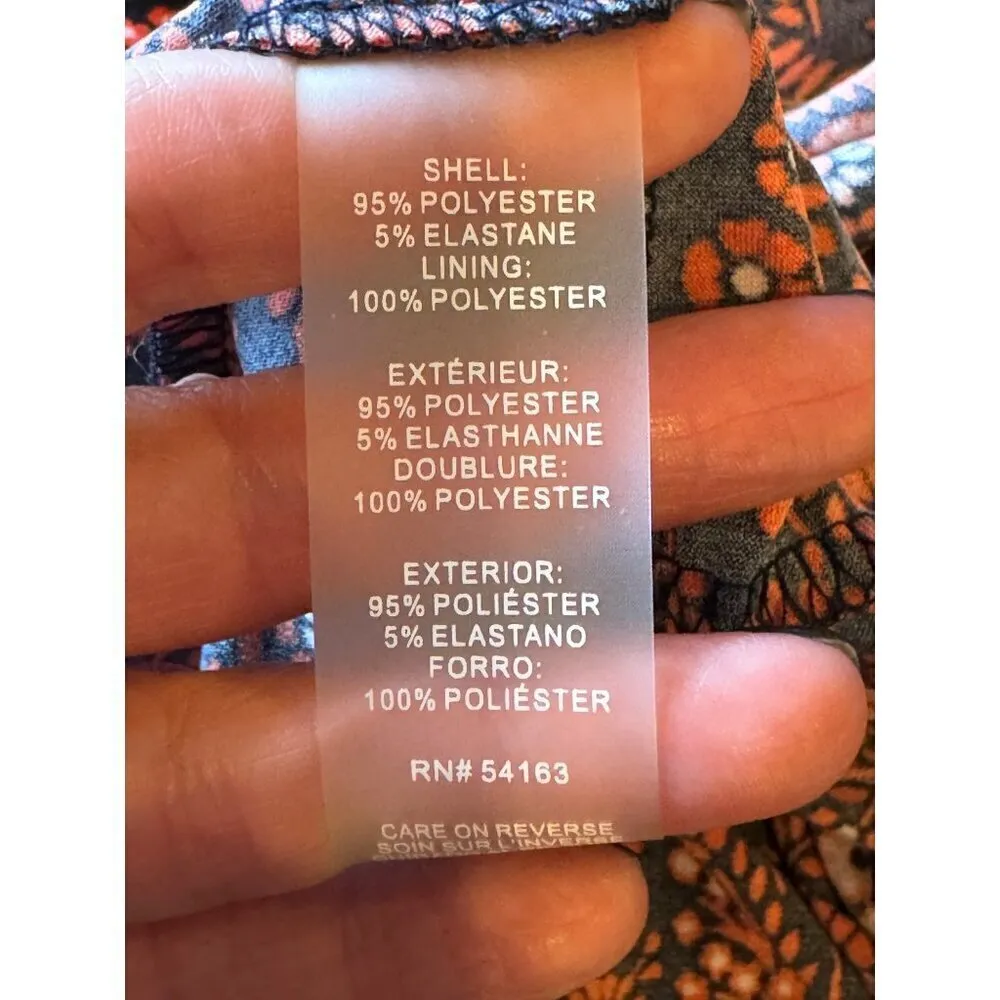 SHELL:
95% POLYESTER
5% ELASTANE
LINING:
100% POLYESTER
EXTÉRIEUR:
95% POLYESTER
5% ELASTHANNE
DOUBLURE:
100% POLYESTER
EXTERIOR:
95% POLIÉSTER
5% ELASTANO
FORRO:
100% POLIÉSTER
RN# 54163
CARE ON REVERSE
SOIN SUR L'INVERSE